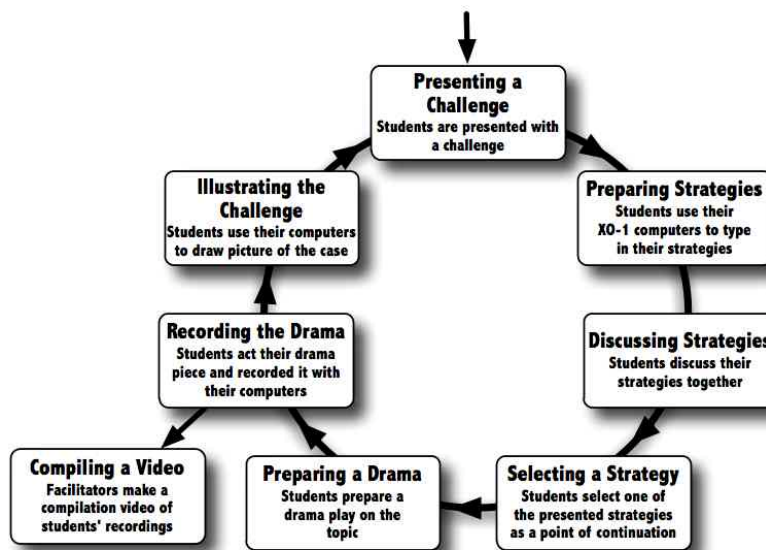 Presenting a
Challenge
Students are presented with
a challenge
Preparing Strategies
Students use their
XO-1 computers to type
in their strategies
Discussing Strategies
Students discuss their
strategies together
Selecting a Strategy
Students select one of
the presented strategies
as a point of continuation
Preparing a Drama
Students prepare a
drama play on the
topic
Recording the Drama
Students act their drama
piece and recorded it with
their computers
Compiling a Video
Facilitators make a
compilation video of
students' recordings
Illustrating the
Challenge
Students use their computers
to draw picture of the case